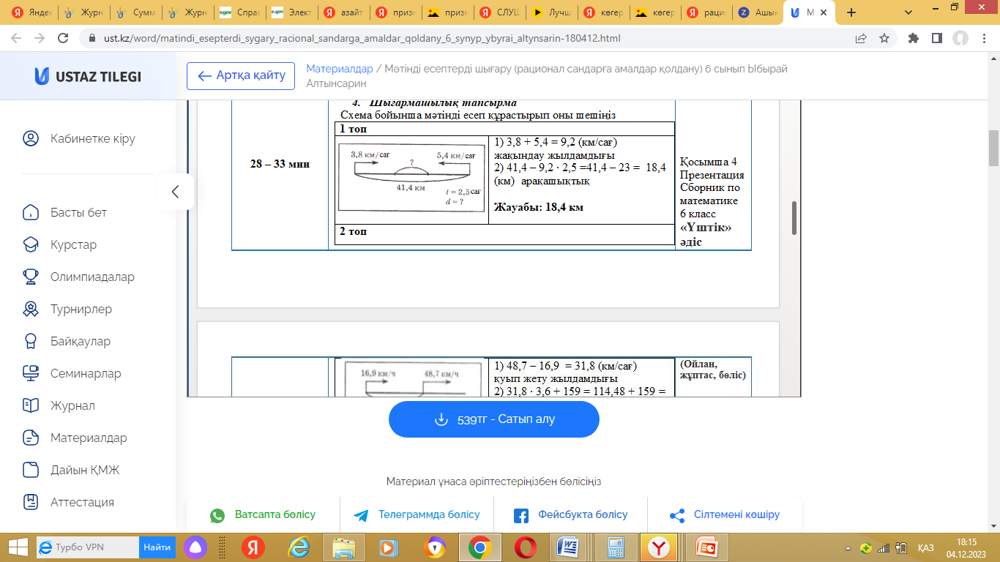 Яндек
Журн
Сумм
Журн
Справ
Элект
азайт
призн
призн
СЛУШ
Лучш
көгер
көгер
рацис
Ашык
М
ust.kz/word/matindi_esepterdi_sygary_racional_sandarga_amaldar_qoldany_6_synyp_ybyrai_altynsarin-180412.html
USTAZ TILEGI
Артқа қайту
Материалдар / Мәтінді есептерді шығару (рационал сандарға амалдар қолдану) 6 сынып Ыбырай
Алтынсарин
Кабинетке кіру
Басты бет
Курстар
Олимпиадалар
Турнирлер
Байқаулар
Семинарлар
Журнал
Материалдар
Дайын ҚМЖ
Аттестация
28 – 33 мин
4. Шығармашылық тапсырма
Схема бойынша мәтінді есеп құрастырып оны шешіңіз
1 топ
3,8 км/сағ
?
5,4 км/сағ
41,4 км
t = 2,5 сағ
d = ?
1) 3,8 + 5,4 = 9,2 (км/сағ)
жақындау жылдамдығы
2) 41,4 – 9,2 · 2,5 =41,4 – 23 = 18,4
(км) арақашықтық
Жауабы: 18,4 км
2 топ
Қосымша 4
Презентация
Сборник по
математике
6 класс
«Үштік»
әдіс
16,9 км/ч
48,7 км/ч
1) 48,7 – 16,9 = 31,8 (км/сағ)
қуып жету жылдамдығы
2) 31,8 · 3,6 + 159 = 114,48 + 159 =
(Ойлан,
жұптас, бөліс)
539тг - Сатып алу
Материал ұнаса әріптестеріңізбен бөлісіңіз
Ватсапта бөлісу
Телеграммда бөлісу
Фейсбукта бөлісу
Сілтемені көшіру
Турбо VPN
Найти
ҚАЗ
18:15
04.12.2023